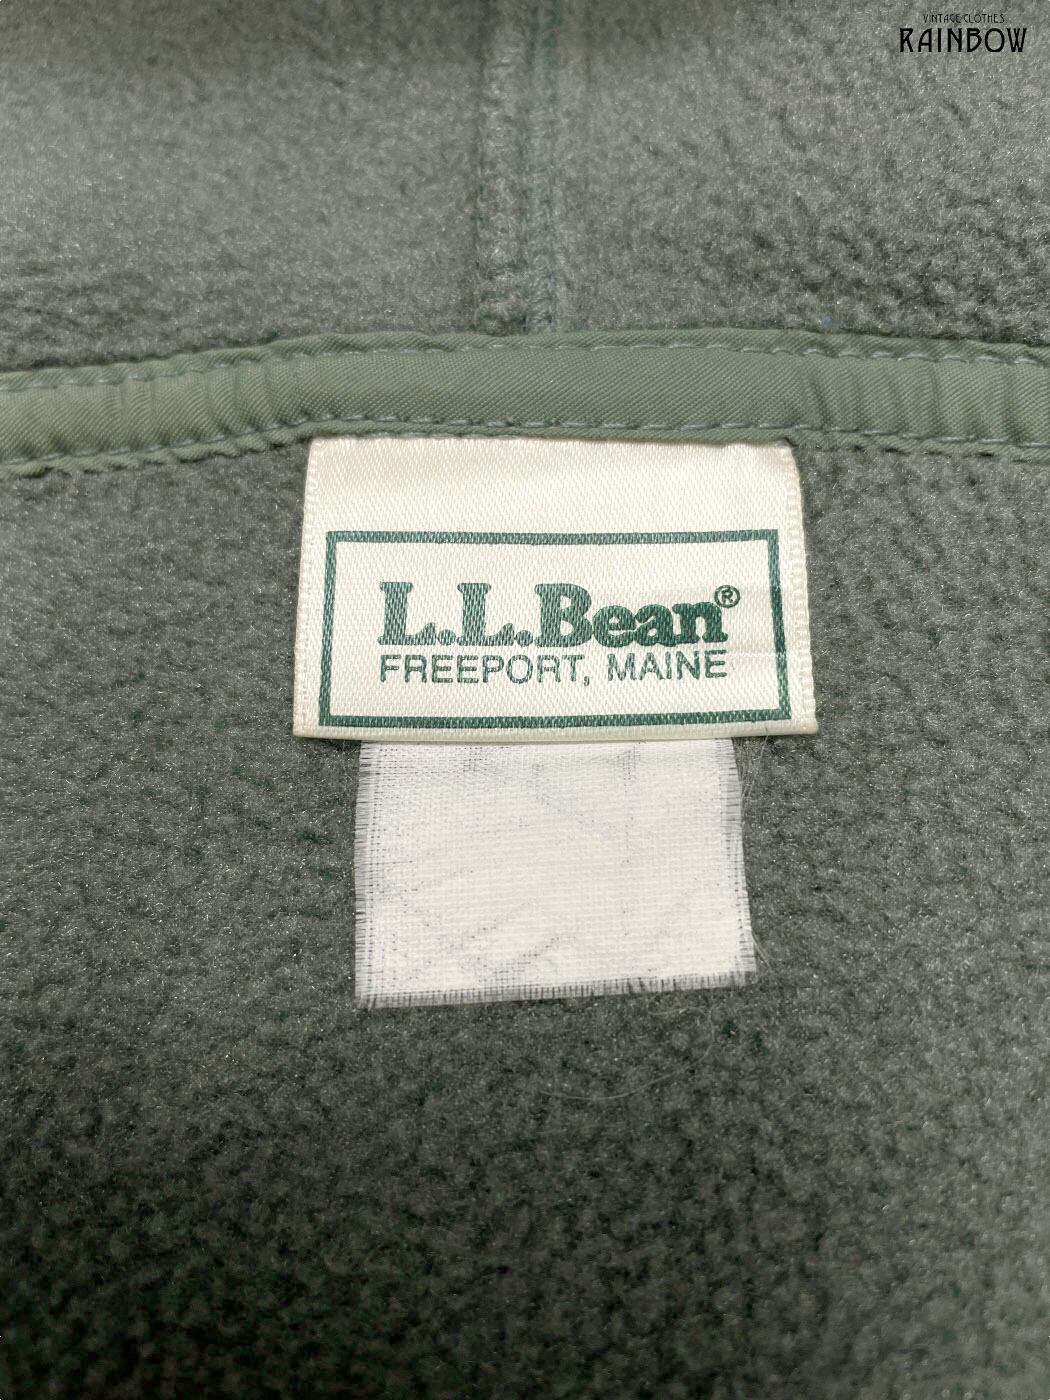 VINTAGE CLOTHES
RAINBOW
L.L.Bean®
FREEPORT, MAINE